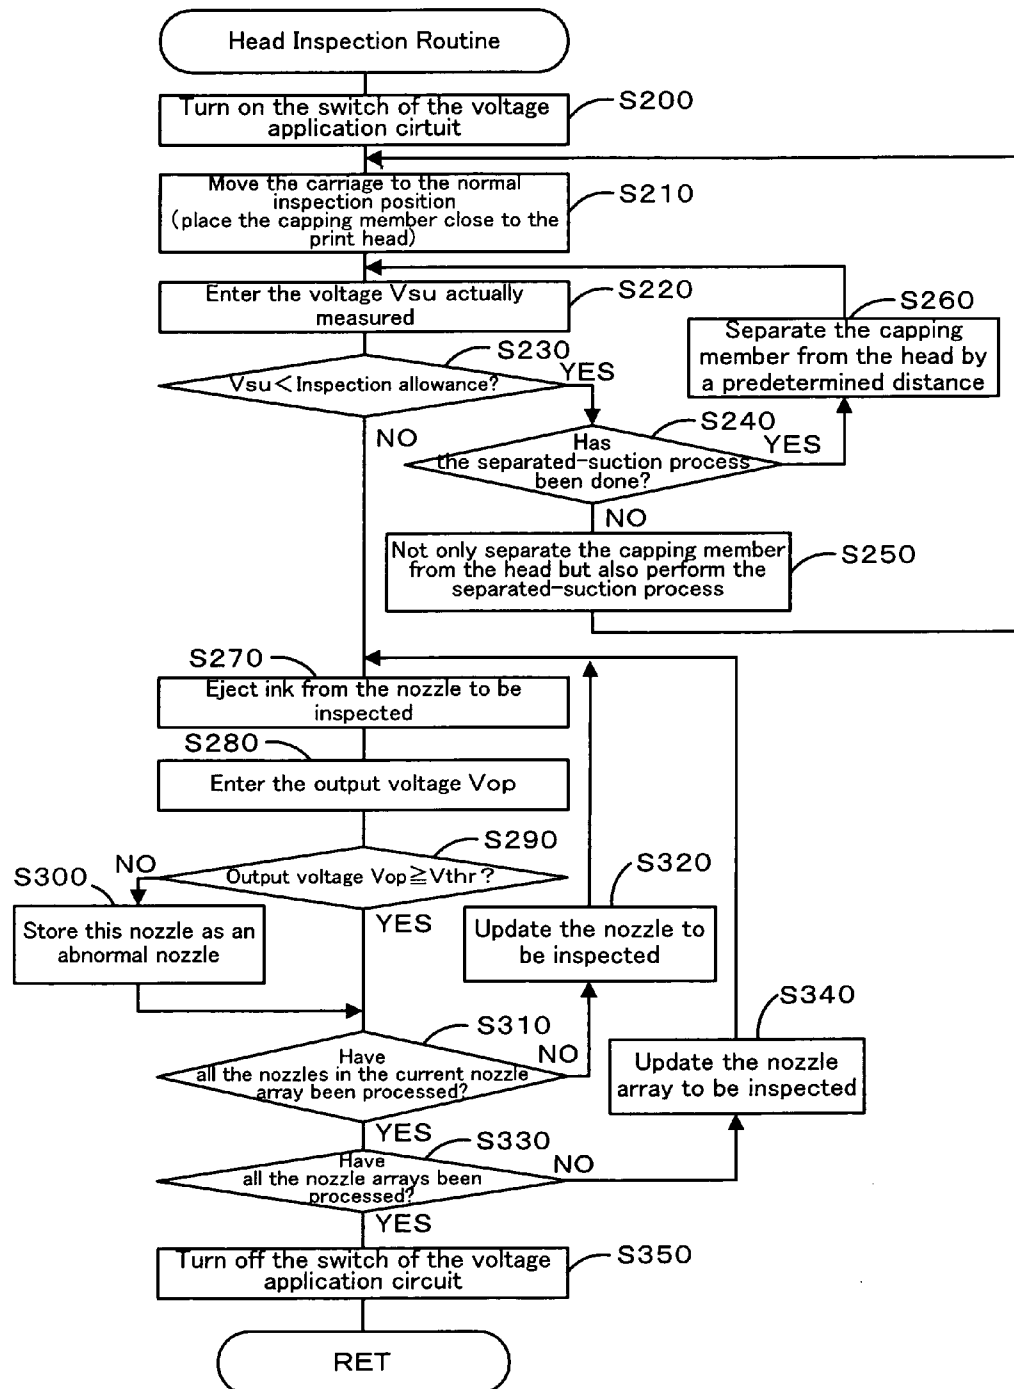 Head Inspection Routine
S200
Turn on the switch of the voltage
application cirtuit
S210
Move the carriage to the normal
inspection position
(place the capping member close to the
print head)
S220
Enter the voltage Vsu actually
measured
S260
Separate the capping
member from the head by
a predetermined distance
S230
Vsu<Inspection allowance?
YES
NO
S240
Has
the separated-suction process
been done?
YES
NO
S250
Not only separate the capping member
from the head but also perform the
separated-suction process
S270
Eject ink from the nozzle to be
inspected
S280
Enter the output voltage Vop
S290
Output voltage Vop≧Vthr?
NO
YES
S300
Store this nozzle as an
abnormal nozzle
S320
Update the nozzle to
be inspected
S310
Have
all the nozzles in the current nozzle
array been processed?
NO
YES
S340
Update the nozzle
array to be inspected
S330
Have
all the nozzle arrays been
processed?
NO
YES
S350
Turn off the switch of the voltage
application circuit
RET